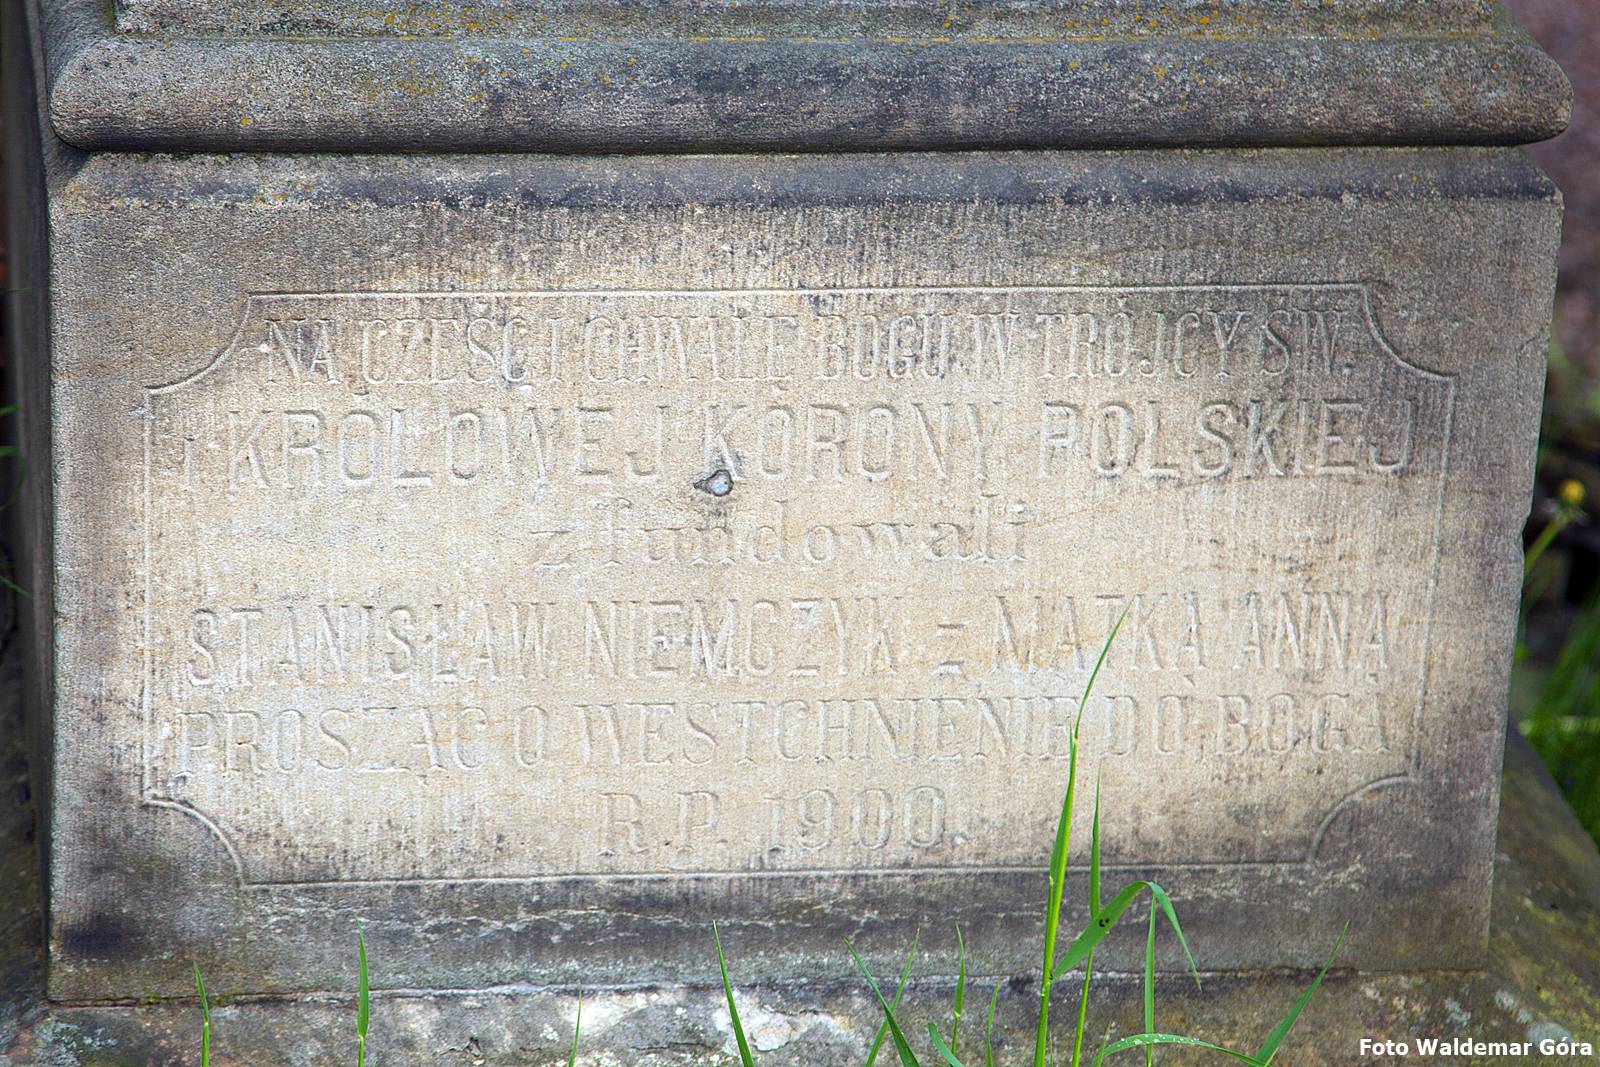 NA CZEŚĆ I CHWAŁĘ BOGU W TRÓJCY ŚW.
I KRÓLOWEJ KORONY POLSKIEJ
zfundowali
STANISŁAW NIEMCZYK z MATKĄ ANNĄ
PROSZĄC O WESTCHNIENIE DO BOGA
R.P. 1900.
Foto Waldemar Góra